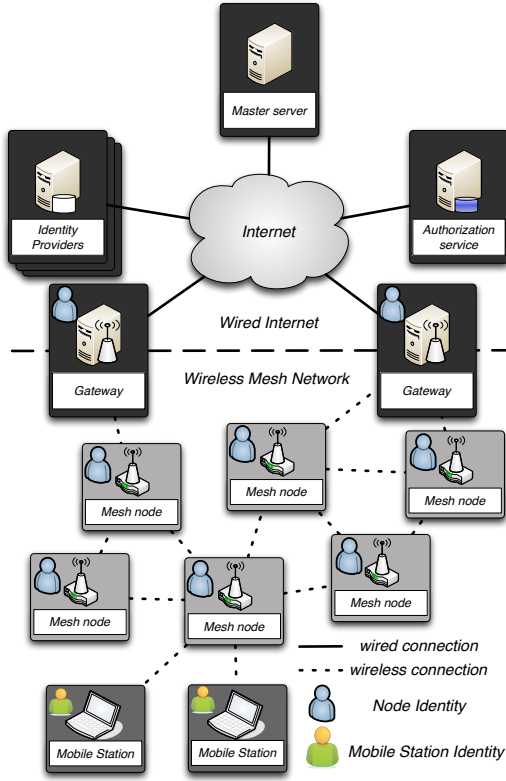 Master server
Identity
Providers
Internet
Authorization
service
Wired Internet
Gateway
Wireless Mesh Network
Gateway
Mesh node
Mesh node
Mesh node
Mesh node
Mesh node
Mesh node
wired connection
wireless connection
Node Identity
Mobile Station
Mobile Station
Mobile Station Identity